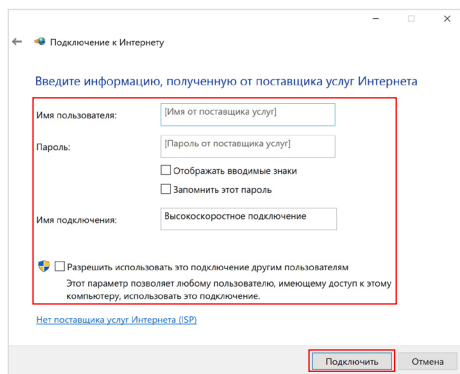 Подключение к Интернету
Введите информацию, полученную от поставщика услуг Интернета
Имя пользователя: [Имя от поставщика услуг]
Пароль: [Пароль от поставщика услуг]
Отображать вводимые знаки
Запомнить этот пароль
Имя подключения: Высокоскоростное подключение
Разрешить использовать это подключение другим пользователям
Этот параметр позволяет любому пользователю, имеющему доступ к этому
компьютеру, использовать это подключение.
Нет поставщика услуг Интернета (ISP)
Подключить Отмена